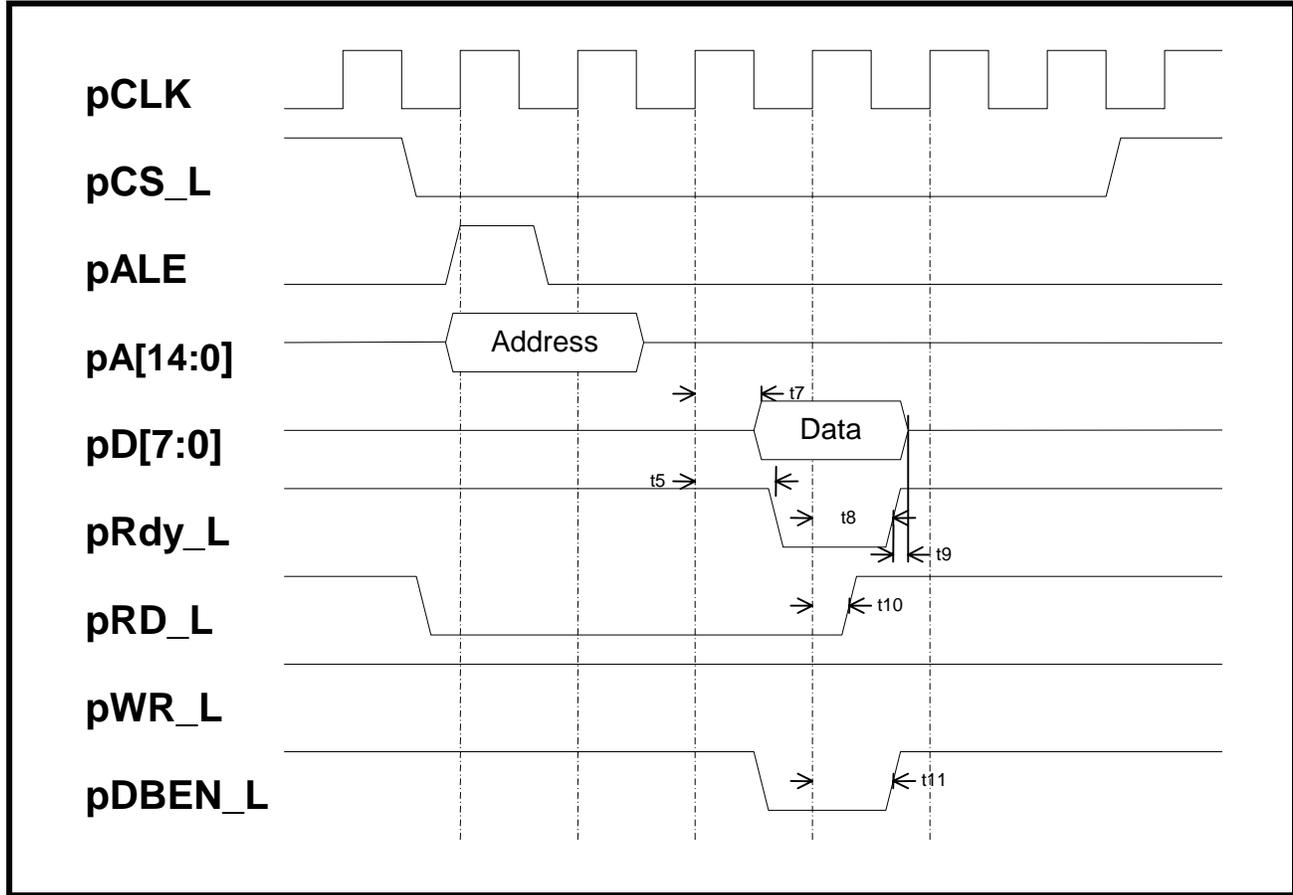 pCLK
pCS_L
pALE
pA[14:0]
Address
t7
pD[7:0]
Data
t5
pRdy_L
t8
t9
pRD_L
t10
pWR_L
pDBEN_L
t11